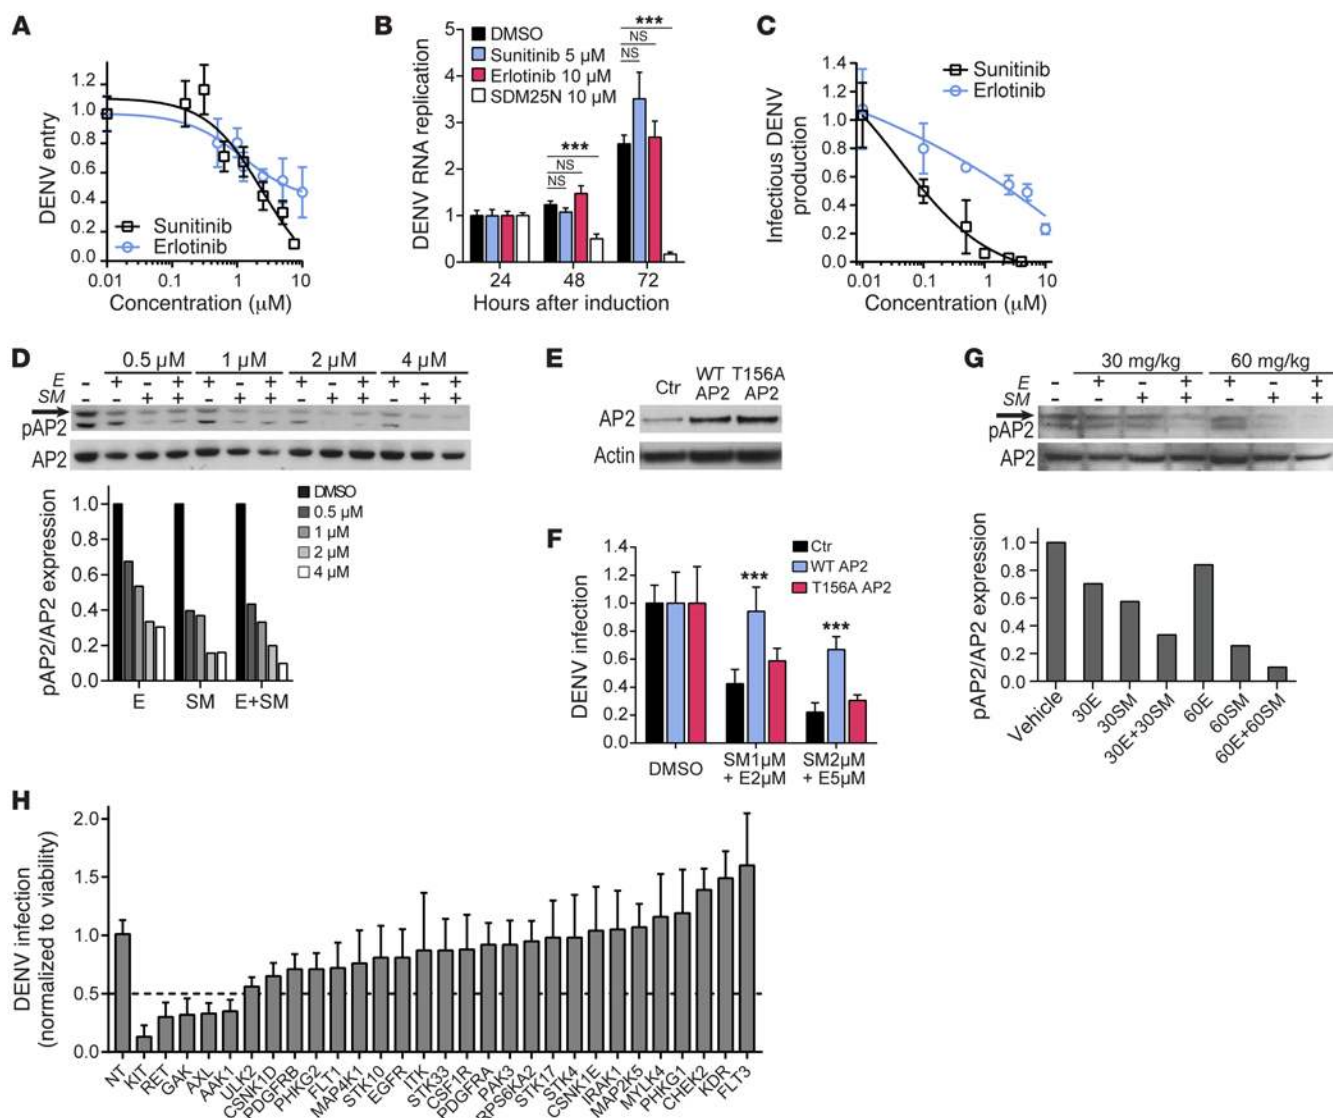 A
DENV entry
1.2
1.0
0.8
0.6
0.4
0.2
0.0
Sunitinib
Erlotinib
0.01 0.1 1 10
Concentration (μM)
B
DENV RNA replication
5
4
3
2
1
0
DMSO
Sunitinib 5 μM
Erlotinib 10 μM
SDM25N 10 μM
***
NS
NS
***
NS
NS
24 48 72
Hours after induction
C
Infectious DENV
production
1.4
1.2
1.0
0.8
0.6
0.4
0.2
0.0
Sunitinib
Erlotinib
0.01 0.1 1 10
Concentration (μM)
D
0.5 μM 1 μM 2 μM 4 μM
E
- + - + + - + + - + + - +
SM
- - + + - + + - + + - + +
pAP2
AP2
pAP2/AP2 expression
1.0
0.8
0.6
0.4
0.2
0.0
DMSO
0.5 μM
1 μM
2 μM
4 μM
E SM E+SM
E
Ctr WT AP2 T156A AP2
AP2
Actin
F
DENV infection
1.4
1.2
1.0
0.8
0.6
0.4
0.2
0.0
Ctr
WT AP2
T156A AP2
***
***
DMSO
SM1μM + E2μM
SM2μM + E5μM
G
30 mg/kg 60 mg/kg
E
- + - + + - +
SM
- - + + - + +
pAP2
AP2
pAP2/AP2 expression
1.0
0.8
0.6
0.4
0.2
0.0
Vehicle
30E
30SM
30E+30SM
60E
60SM
60E+60SM
H
DENV infection
(normalized to viability)
2.0
1.5
1.0
0.5
0.0
NT
KIT
RET
GAK
AXL
AAK1
ULK2
CSNK1D
PDGFRB
PHKG2
FLT1
MAP4K1
STK10
EGFR
ITK
STK33
CSF1R
PDGFRA
PAK3
RPS6KA2
STK17
STK4
CSNK1E
IRAK1
MAP2K5
MYLK4
PHKG1
CHEK2
KDR
FLT3